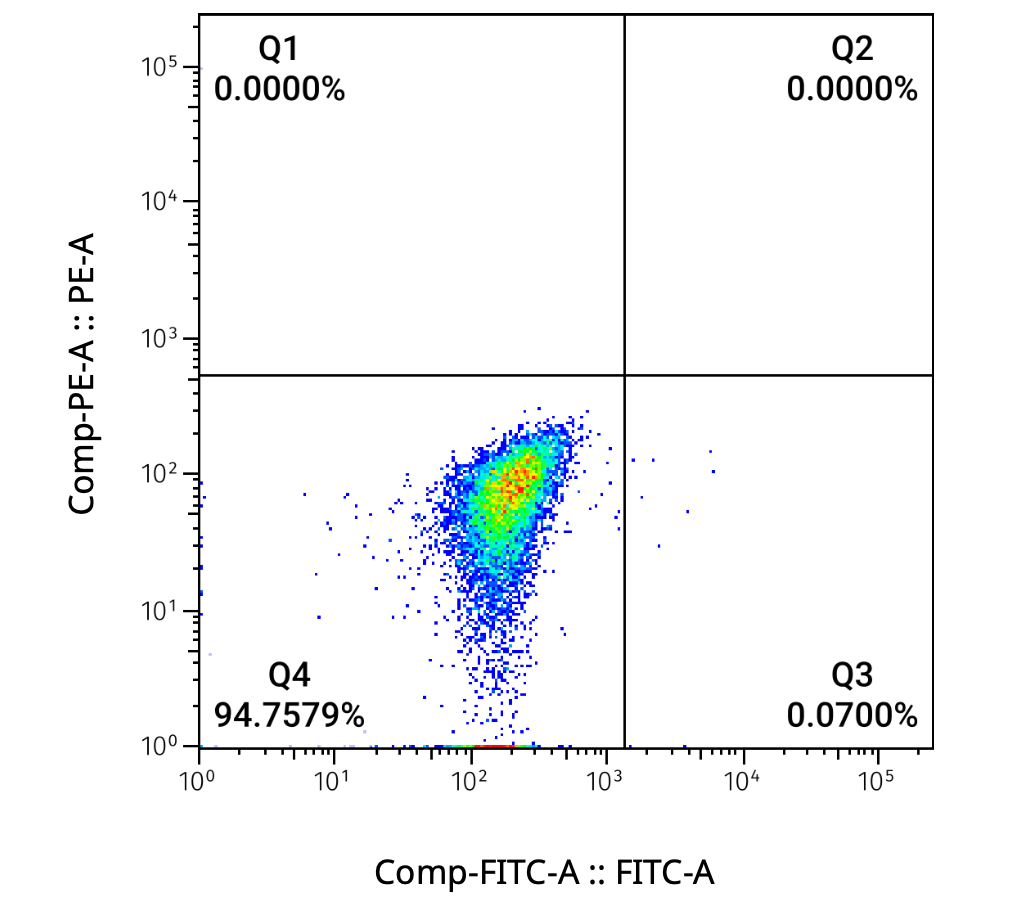 Q1
0.0000%
Q2
0.0000%
10⁵
10⁴
10³
10²
10¹
10⁰
Comp-PE-A :: PE-A
Q4
94.7579%
Q3
0.0700%
10⁰ 10¹ 10² 10³ 10⁴ 10⁵
Comp-FITC-A :: FITC-A